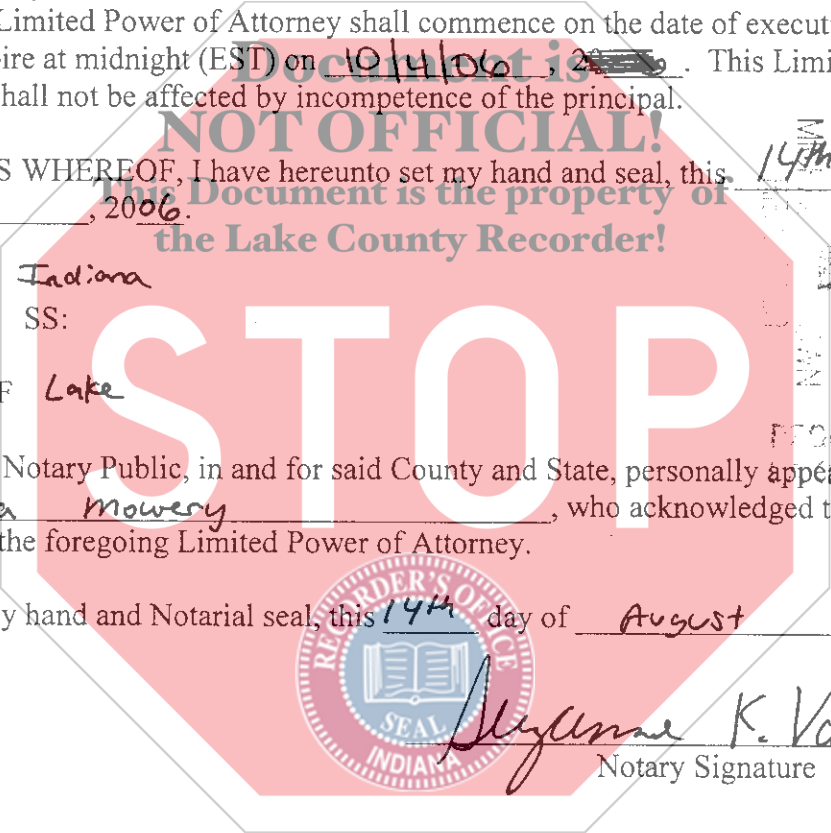 Limited Power of Attorney shall commence on the date of execut
ire at midnight (EST) on 10/4/06, 2 . This Limi
Document is
hall not be affected by incompetence of the principal.
NOT OFFICIAL!
S WHEREOF, I have hereunto set my hand and seal, this 14th
This Document is the property of
, 2006.
the Lake County Recorder!
Indiana
SS:
STOP
F Lake
Notary Public, in and for said County and State, personally appea
a Mowery, who acknowledged t
the foregoing Limited Power of Attorney.
RECORDER'S OFFICE
y hand and Notarial seal, this 14th day of August
SEAL
INDIANA
Suzanne K. Va
Notary Signature